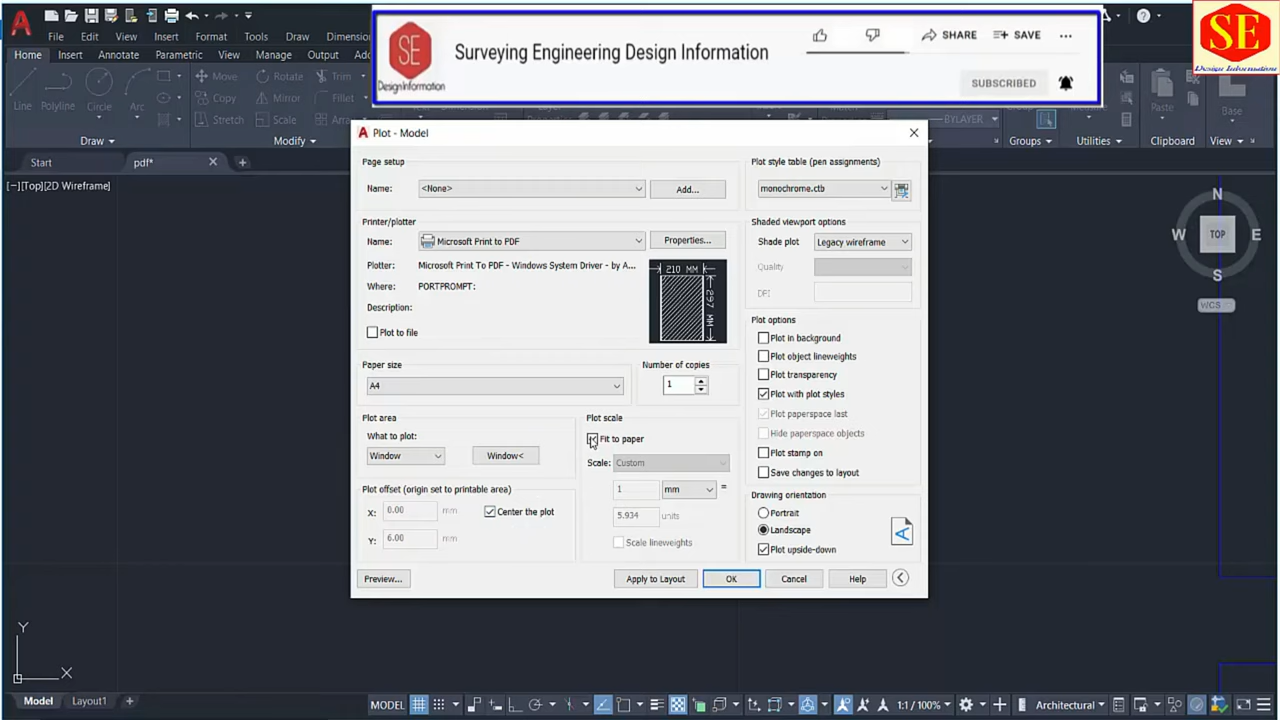 File Edit View Insert Format Tools Draw Dimension
Home Insert Annotate Parametric View Manage Output
SE
DesignInformation
Surveying Engineering Design Information
SHARE
SAVE
SUBSCRIBED
SE
Design Information
Line
Polyline
Circle
Arc
Move
Rotate
Trim
Copy
Mirror
Fillet
Stretch
Scale
BYLAYER
Paste
Base
Draw
Modify
Groups
Utilities
Clipboard
View
Start
pdf*
[−][Top][2D Wireframe]
Plot - Model
Page setup
Name:
<None>
Add...
Printer/plotter
Name:
Microsoft Print to PDF
Properties...
Plotter:
Microsoft Print To PDF - Windows System Driver - by A...
Where:
PORTPROMPT:
Description:
Plot to file
210 MM
297 MM
Paper size
A4
Number of copies
1
Plot area
What to plot:
Window
Window<
Plot offset (origin set to printable area)
X:
0.00
mm
Center the plot
Y:
6.00
mm
Plot scale
Fit to paper
Scale:
Custom
1
mm
=
5.934
units
Scale lineweights
Preview...
Apply to Layout
OK
Cancel
Help
Plot style table (pen assignments)
monochrome.ctb
Shaded viewport options
Shade plot
Legacy wireframe
Quality
DPI
Plot options
Plot in background
Plot object lineweights
Plot transparency
Plot with plot styles
Plot paperspace last
Hide paperspace objects
Plot stamp on
Save changes to layout
Drawing orientation
Portrait
Landscape
Plot upside-down
A
N
W
TOP
E
S
WCS
Y
X
Model
Layout1
MODEL
1:1 / 100%
Architectural